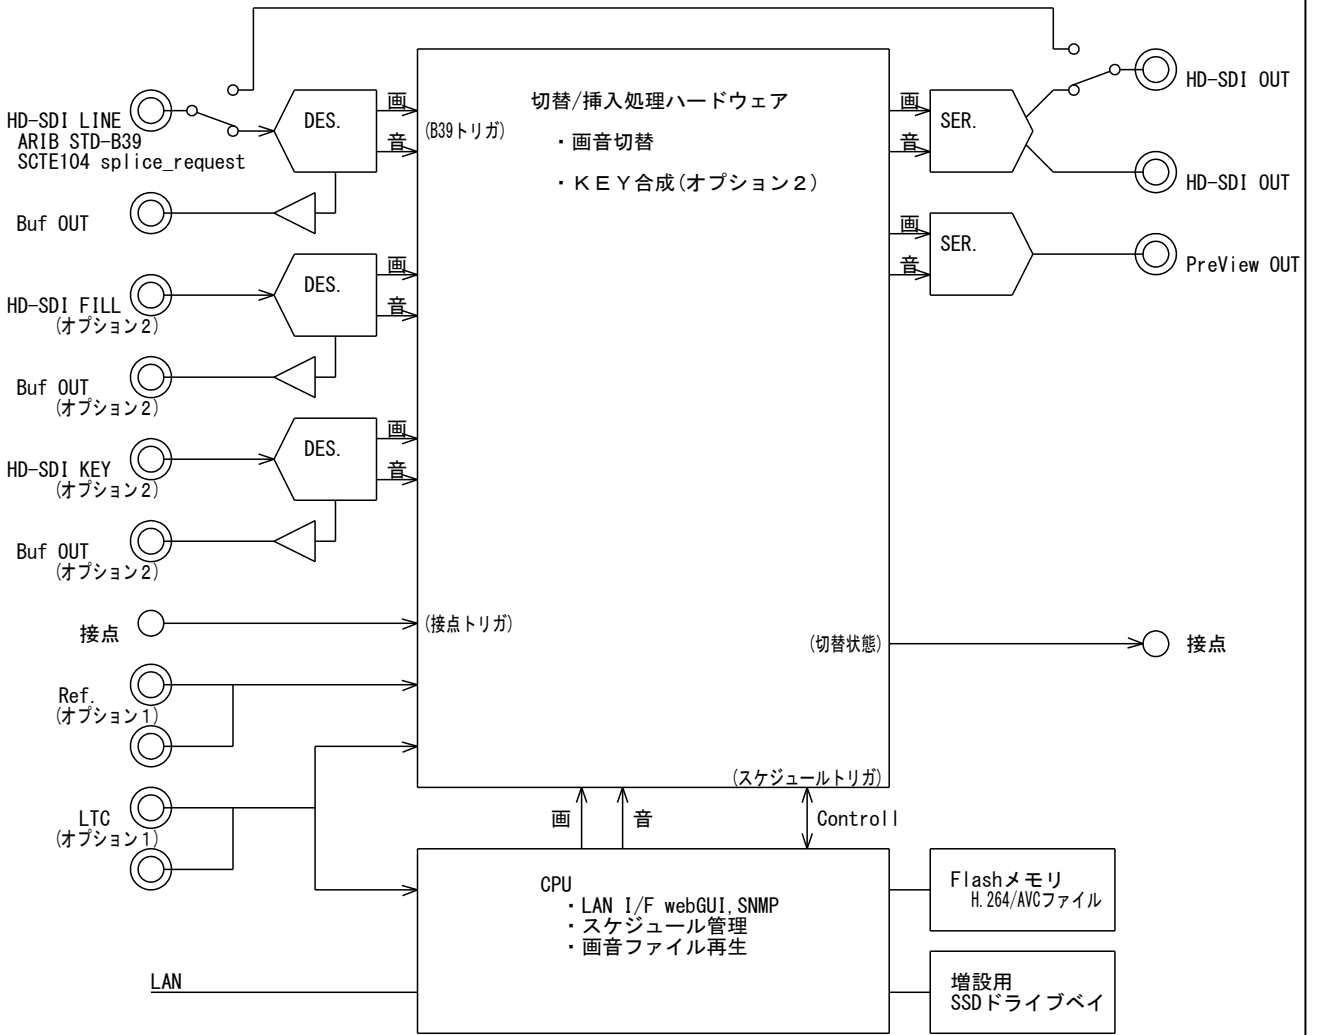 HD-SDI LINE
ARIB STD-B39
SCTE104 splice_request
Buf OUT
HD-SDI FILL
(オプション2)
Buf OUT
(オプション2)
HD-SDI KEY
(オプション2)
Buf OUT
(オプション2)
接点
Ref.
(オプション1)
LTC
(オプション1)
LAN
DES.
画
音
DES.
画
音
DES.
画
音
切替/挿入処理ハードウェア
(B39トリガ)
・画音切替
・KEY合成(オプション2)
(接点トリガ)
(切替状態)
(スケジュールトリガ)
画
音
Controll
CPU
・LAN I/F webGUI,SNMP
・スケジュール管理
・画音ファイル再生
画
音
SER.
画
音
SER.
HD-SDI OUT
HD-SDI OUT
PreView OUT
接点
Flashメモリ
H.264/AVCファイル
増設用
SSDドライブベイ